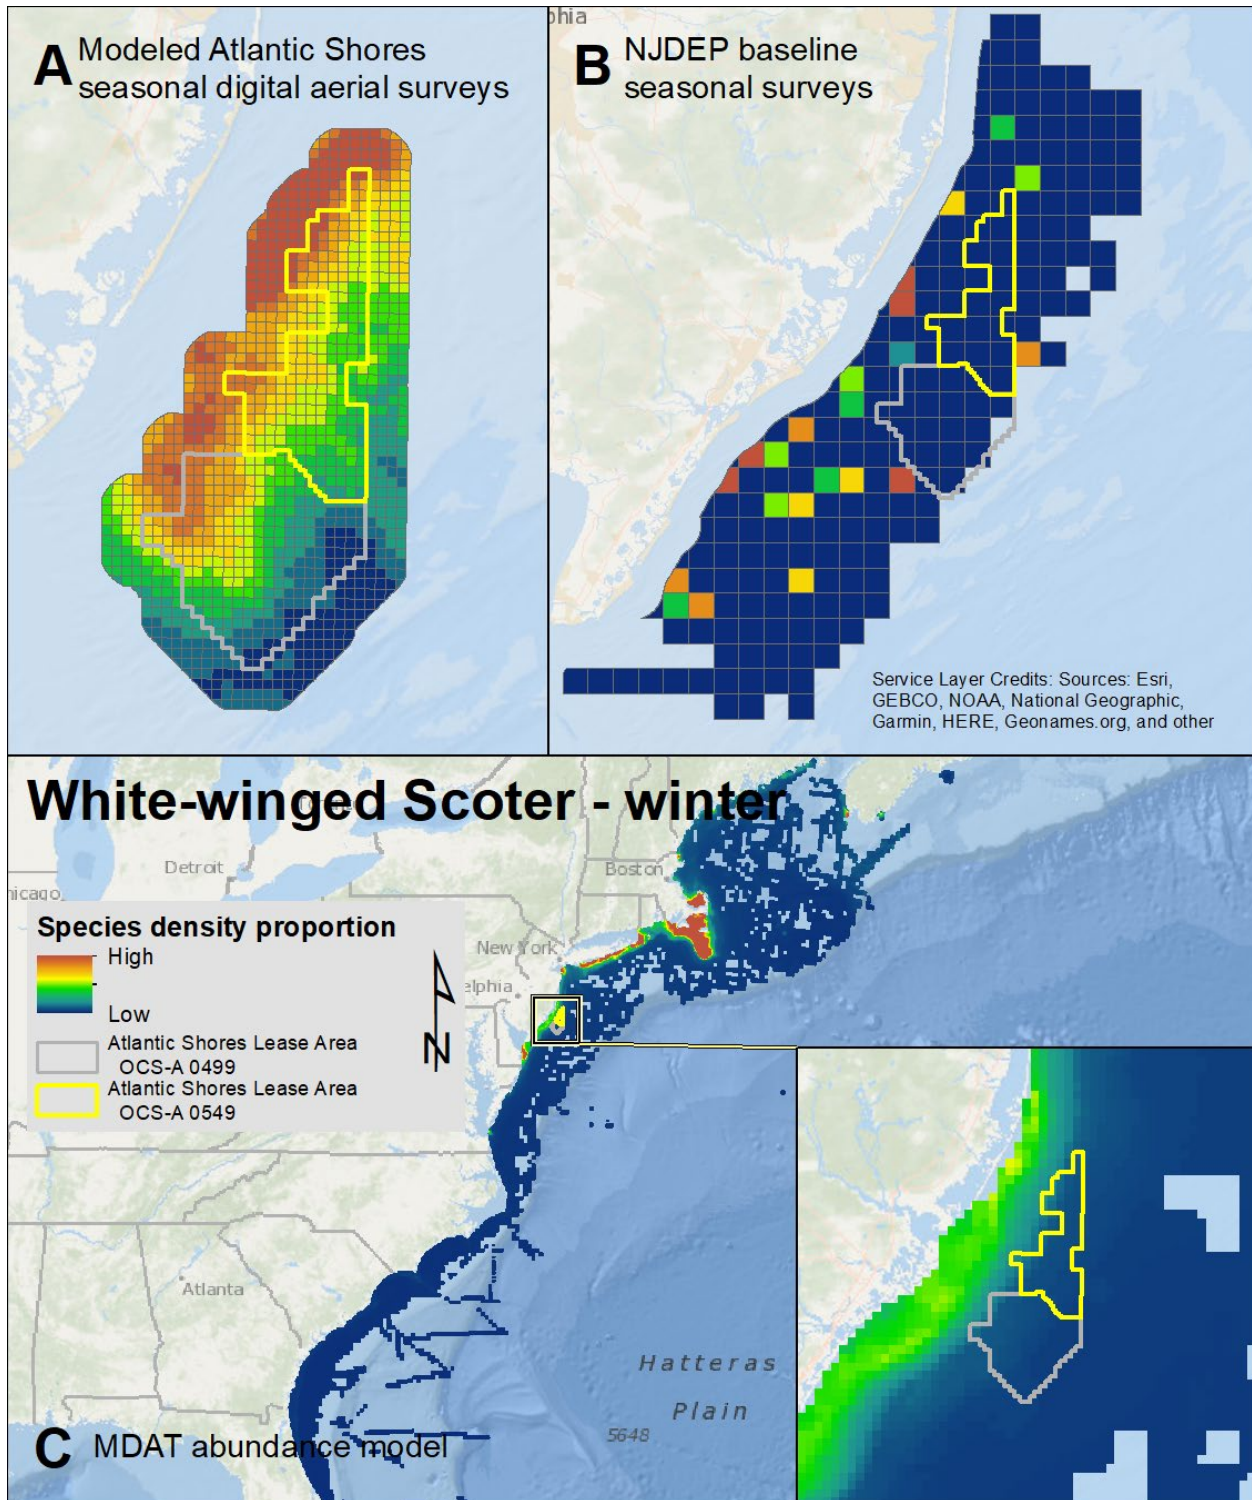 phia
A Modeled Atlantic Shores
seasonal digital aerial surveys
B NJDEP baseline
seasonal surveys
Service Layer Credits: Sources: Esri,
GEBCO, NOAA, National Geographic,
Garmin, HERE, Geonames.org, and other
White-winged Scoter - winter
Detroit
Boston
hicago
Species density proportion
High
Low
Atlantic Shores Lease Area
OCS-A 0499
Atlantic Shores Lease Area
OCS-A 0549
N
New York
elphia
Atlanta
Hatteras
Plain
5648
C MDAT abundance model